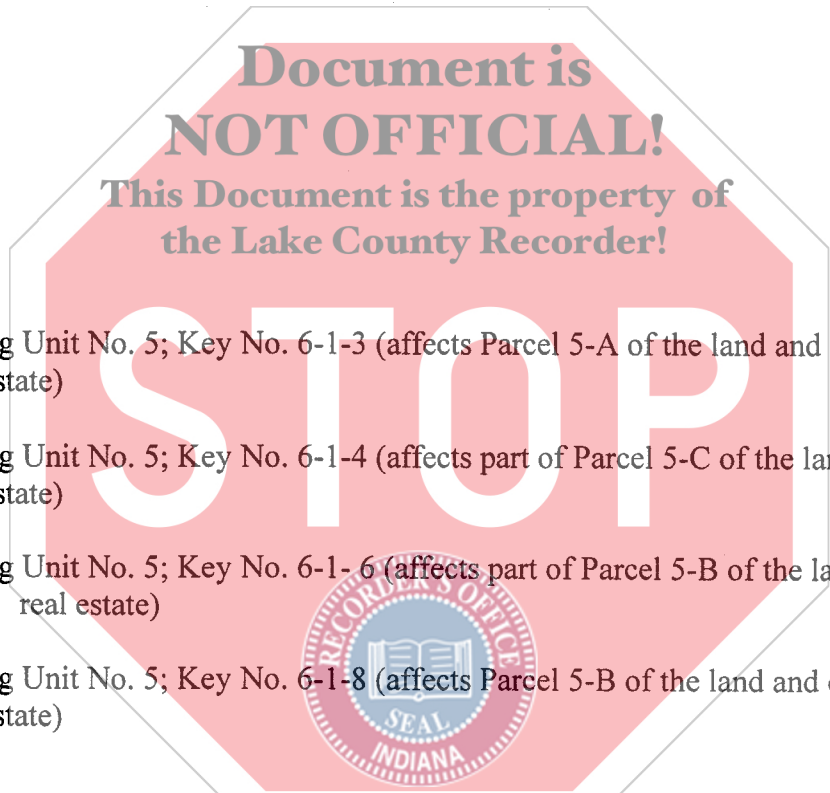 Document is
NOT OFFICIAL!
This Document is the property of
the Lake County Recorder!
STOP
g Unit No. 5; Key No. 6-1-3 (affects Parcel 5-A of the land and
state)
g Unit No. 5; Key No. 6-1-4 (affects part of Parcel 5-C of the lan
state)
g Unit No. 5; Key No. 6-1- 6 (affects part of Parcel 5-B of the la
real estate)
g Unit No. 5; Key No. 6-1-8 (affects Parcel 5-B of the land and
state)
RECORDER'S OFFICE
SEAL
INDIANA